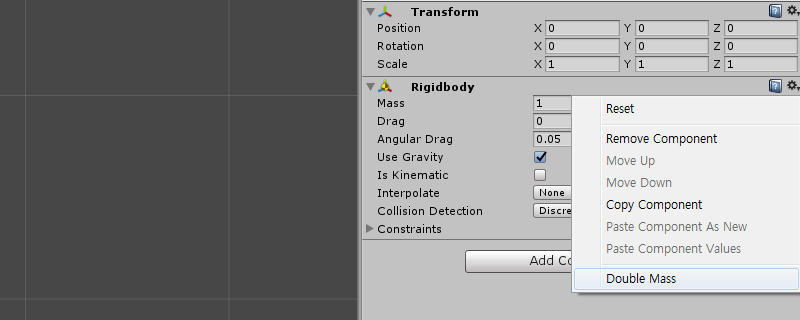 Transform
Position X 0 Y 0 Z 0
Rotation X 0 Y 0 Z 0
Scale X 1 Y 1 Z 1
Rigidbody
Mass 1
Drag 0
Angular Drag 0.05
Use Gravity
Is Kinematic
Interpolate None
Collision Detection Discre
Constraints
Add Co
Reset
Remove Component
Move Up
Move Down
Copy Component
Paste Component As New
Paste Component Values
Double Mass